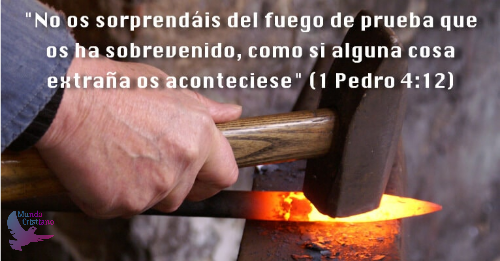 "No os sorprendáis del fuego de prueba que
os ha sobrevenido, como si alguna cosa
extraña os aconteciese" (1 Pedro 4:12)
Mundo
Cristiano